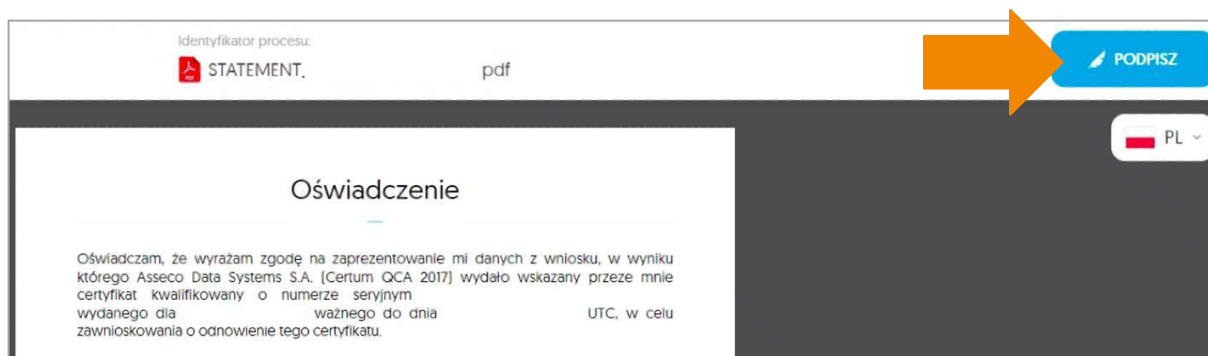 Identyfikator procesu:
STATEMENT. pdf
PODPISZ
PL
Oświadczenie
Oświadczam, że wyrażam zgodę na zaprezentowanie mi danych z wniosku, w wyniku
którego Asseco Data Systems S.A. (Certum QCA 2017) wydało wskazany przeze mnie
certyfikat kwalifikowany o numerze seryjnym
wydanego dla ważnego do dnia UTC, w celu
zawnioskowania o odnowienie tego certyfikatu.